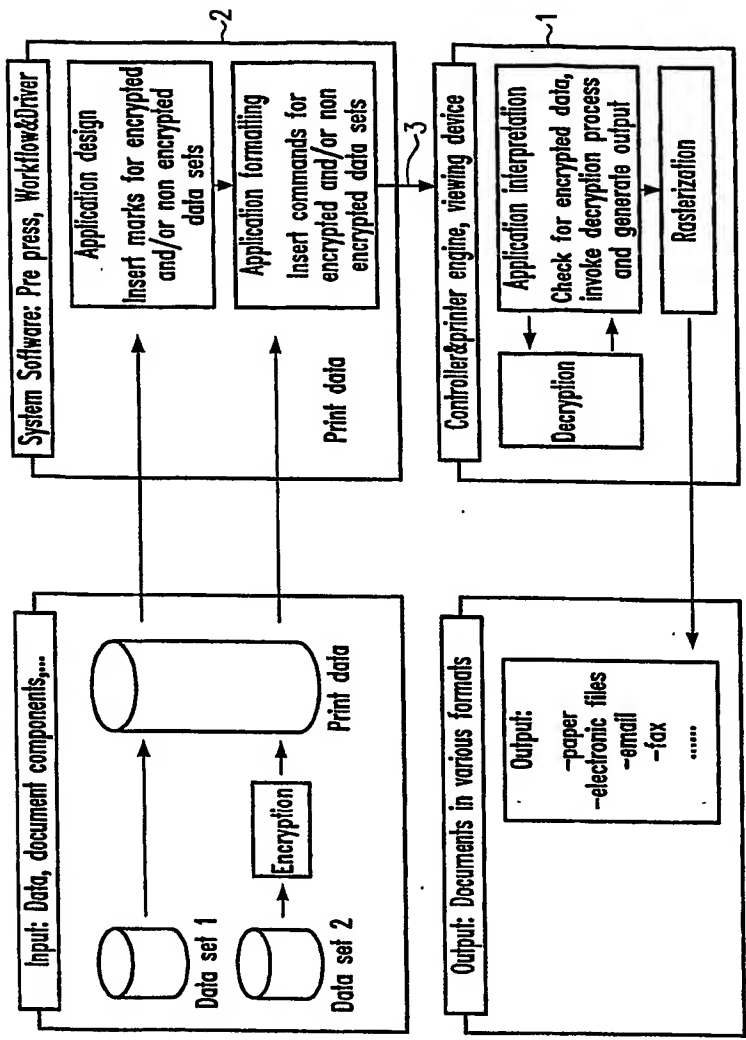 Input: Data, document components,...
Data set 1
Data set 2
Encryption
Print data
System Software: Pre press, Workflow&Driver
2
Application design
Insert marks for encrypted
and/or non encrypted
data sets
Application formatting
Insert commands for
encrypted and/or non
encrypted data sets
Print data
3
Output: Documents in various formats
Output:
-paper
-electronic files
-email
-fax
......
Controller&printer engine, viewing device
1
Decryption
Application interpretation
Check for encrypted data,
invoke decryption process
and generate output
Rasterization